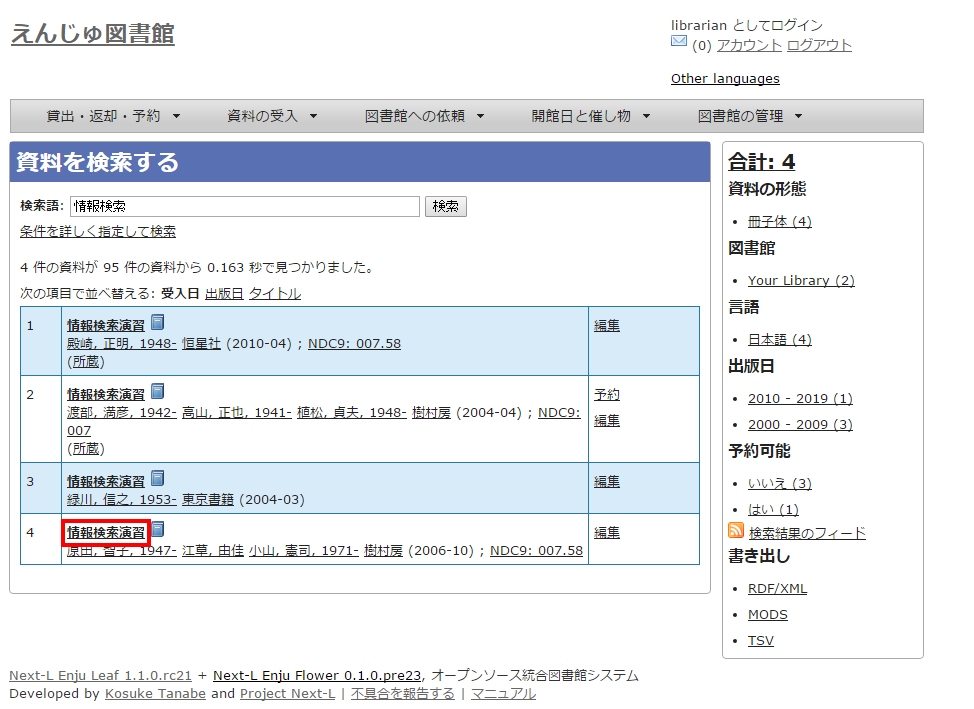 えんじゅ図書館
librarian としてログイン
(0) アカウント ログアウト
Other languages
貸出・返却・予約 資料の受入 図書館への依頼 開館日と催し物 図書館の管理
資料を検索する
検索語: 情報検索 検索
条件を詳しく指定して検索
4 件の資料が 95 件の資料から 0.163 秒で見つかりました。
次の項目で並べ替える: 受入日 出版日 タイトル
1 情報検索演習 編集
殿崎, 正明, 1948- 恒星社 (2010-04) ; NDC9: 007.58
(所蔵)
2 情報検索演習 予約
渡部, 満彦, 1942- 高山, 正也, 1941- 植松, 貞夫, 1948- 樹村房 (2004-04) ; NDC9:
編集
007
(所蔵)
3 情報検索演習 編集
緑川, 信之, 1953- 東京書籍 (2004-03)
4 情報検索演習 編集
原田, 智子, 1947- 江草, 由佳 小山, 憲司, 1971- 樹村房 (2006-10) ; NDC9: 007.58
合計: 4
資料の形態
冊子体 (4)
図書館
Your Library (2)
言語
日本語 (4)
出版日
2010 - 2019 (1)
2000 - 2009 (3)
予約可能
いいえ (3)
はい (1)
検索結果のフィード
書き出し
RDF/XML
MODS
TSV
Next-L Enju Leaf 1.1.0.rc21 + Next-L Enju Flower 0.1.0.pre23, オープンソース統合図書館システム
Developed by Kosuke Tanabe and Project Next-L | 不具合を報告する | マニュアル